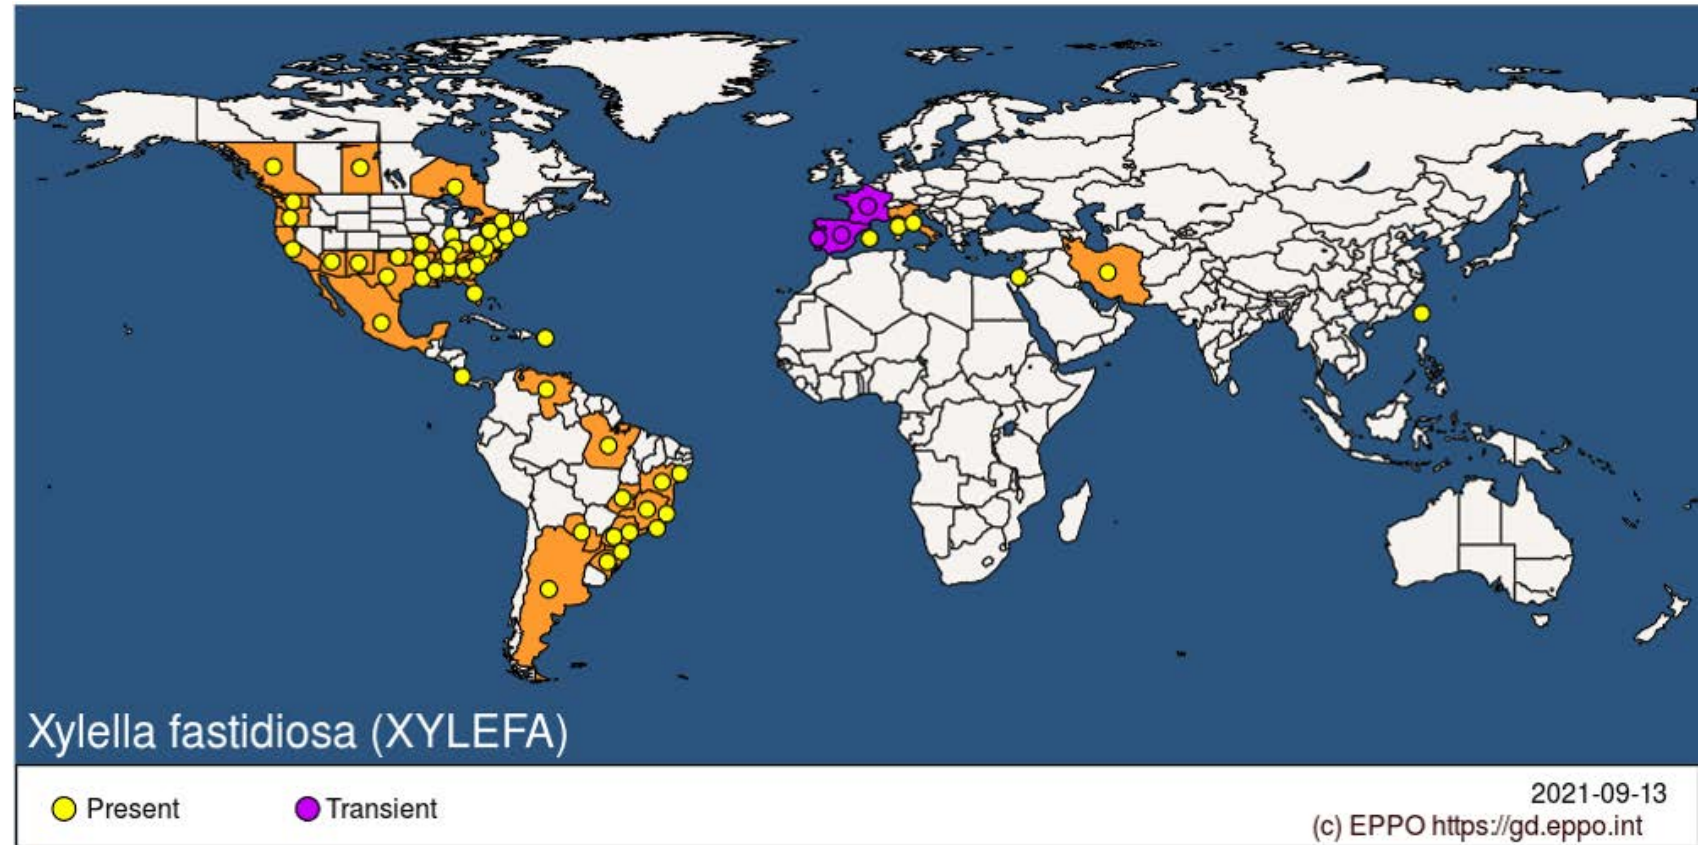 Xylella fastidiosa (XYLEFA)
Present
Transient
2021-09-13
(c) EPPO https://gd.eppo.int